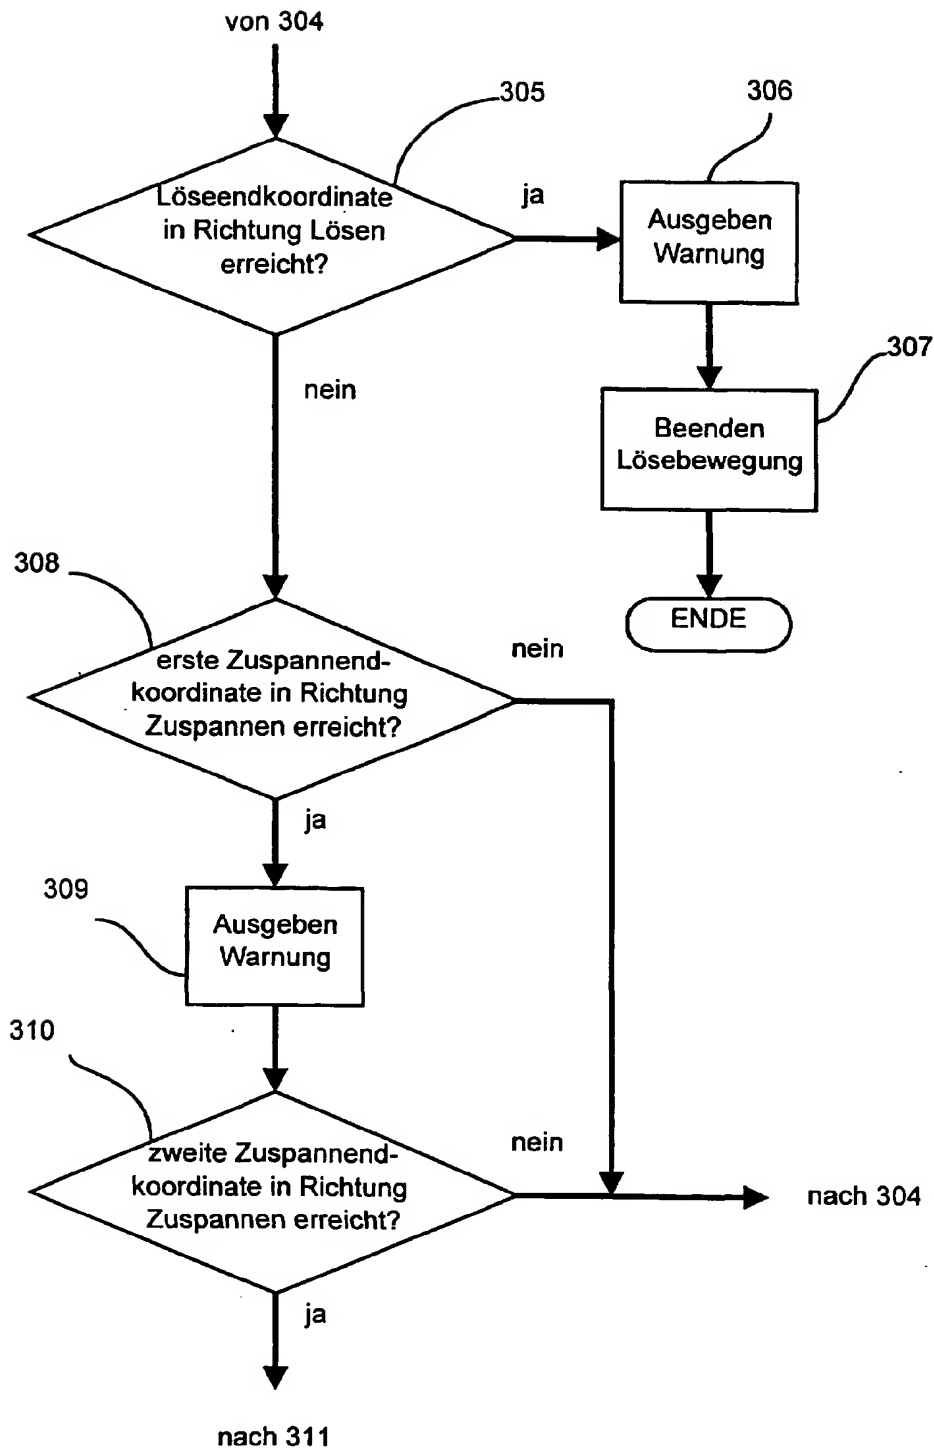 von 304
305
306
Löseendkoordinate
in Richtung Lösen
erreicht?
ja
Ausgeben
Warnung
307
nein
Beenden
Lösebewegung
308
ENDE
erste Zuspannend-
koordinate in Richtung
Zuspannen erreicht?
nein
ja
309
Ausgeben
Warnung
310
zweite Zuspannend-
koordinate in Richtung
Zuspannen erreicht?
nein
nach 304
ja
nach 311